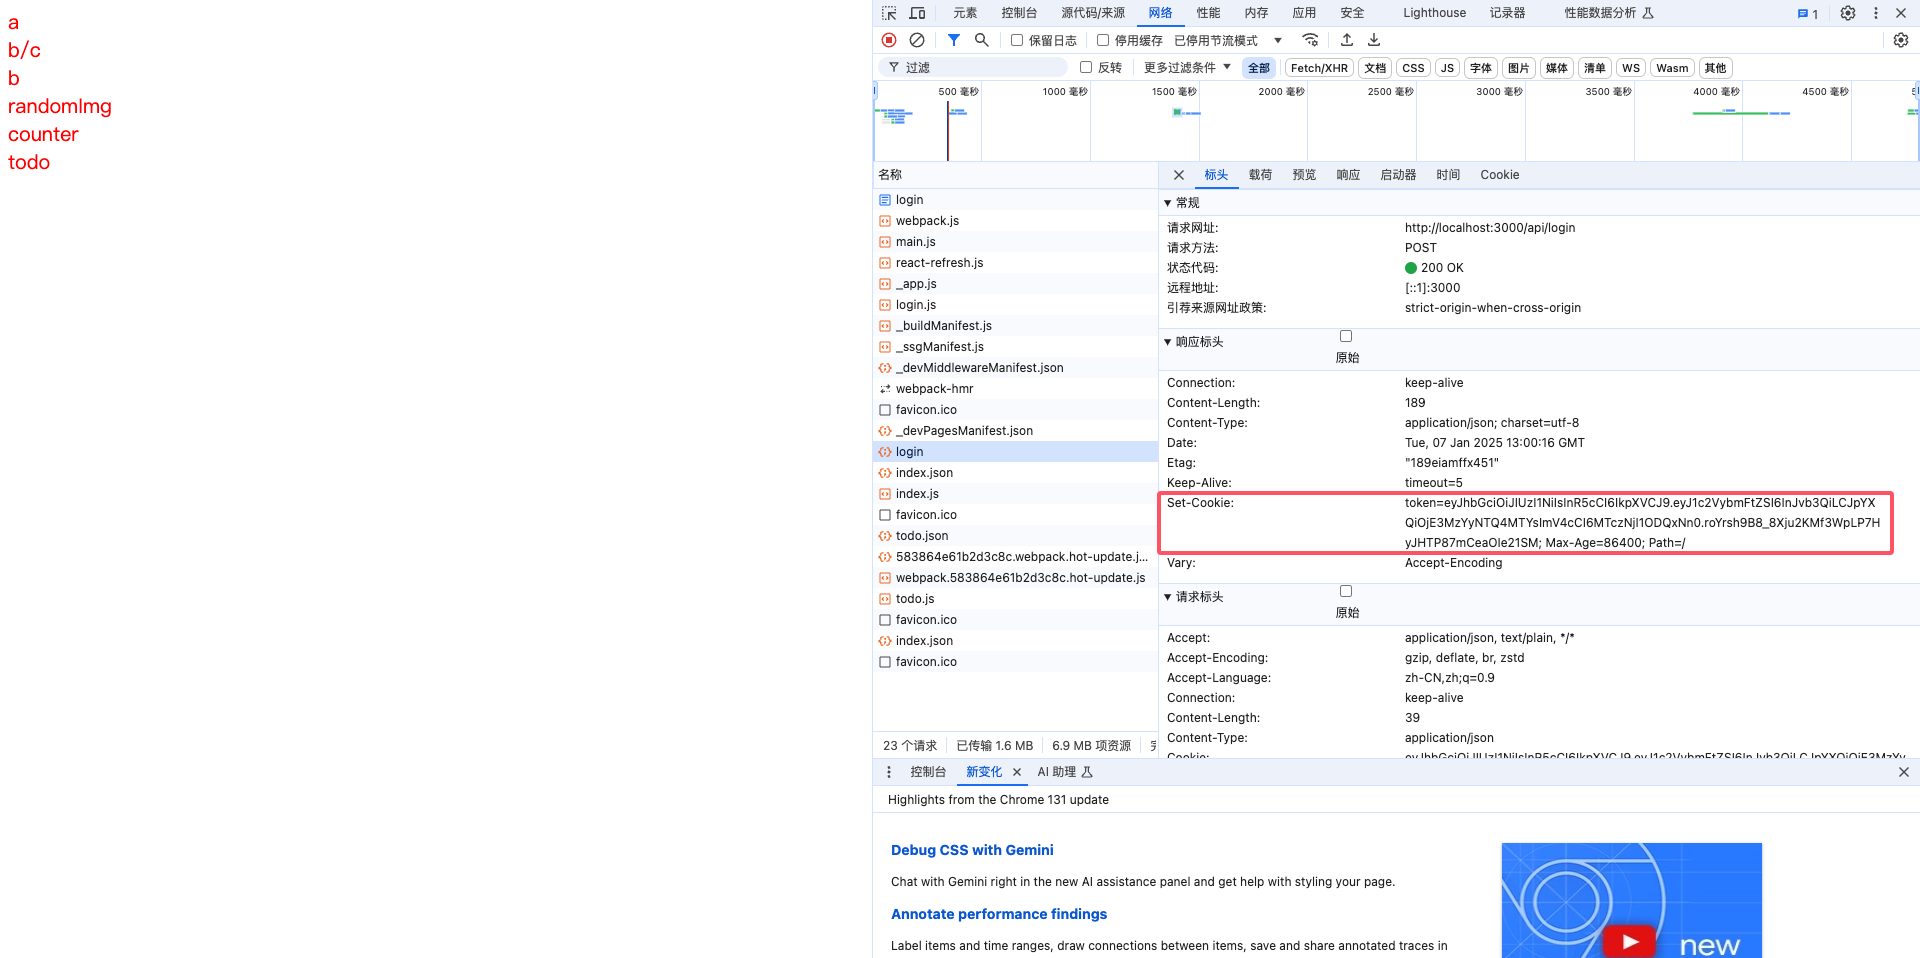 a
b/c
b
randomImg
counter
todo
元素 控制台 源代码/来源 网络 性能 内存 应用 安全 Lighthouse 记录器 性能数据分析 1
保留日志 停用缓存 已停用节流模式
过滤 反转 更多过滤条件 全部 Fetch/XHR 文档 CSS JS 字体 图片 媒体 清单 WS Wasm 其他
500 毫秒 1000 毫秒 1500 毫秒 2000 毫秒 2500 毫秒 3000 毫秒 3500 毫秒 4000 毫秒 4500 毫秒
名称
login
webpack.js
main.js
react-refresh.js
_app.js
login.js
_buildManifest.js
_ssgManifest.js
_devMiddlewareManifest.json
webpack-hmr
favicon.ico
_devPagesManifest.json
login
index.json
index.js
favicon.ico
todo.json
583864e61b2d3c8c.webpack.hot-update.j...
webpack.583864e61b2d3c8c.hot-update.js
todo.js
favicon.ico
index.json
favicon.ico
23 个请求 已传输 1.6 MB 6.9 MB 项资源
标头 载荷 预览 响应 启动器 时间 Cookie
常规
请求网址: http://localhost:3000/api/login
请求方法: POST
状态代码: 200 OK
远程地址: [::1]:3000
引荐来源网址政策: strict-origin-when-cross-origin
响应标头 原始
Connection: keep-alive
Content-Length: 189
Content-Type: application/json; charset=utf-8
Date: Tue, 07 Jan 2025 13:00:16 GMT
Etag: "189eiamffx451"
Keep-Alive: timeout=5
Set-Cookie: token=eyJhbGciOiJIUzI1NiIsInR5cCI6IkpXVCJ9.eyJ1c2VybmFtZSI6InJvb3QiLCJpYX
QiOjE3MzYyNTQ4MTYsImV4cCI6MTczNjI1ODQxNn0.roYrsh9B8_8Xju2KMf3WpLP7H
yJHTP87mCeaOIe21SM; Max-Age=86400; Path=/
Vary: Accept-Encoding
请求标头 原始
Accept: application/json, text/plain, */*
Accept-Encoding: gzip, deflate, br, zstd
Accept-Language: zh-CN,zh;q=0.9
Connection: keep-alive
Content-Length: 39
Content-Type: application/json
控制台 新变化 AI 助理
Highlights from the Chrome 131 update
Debug CSS with Gemini
Chat with Gemini right in the new AI assistance panel and get help with styling your page.
Annotate performance findings
Label items and time ranges, draw connections between items, save and share annotated traces in
new